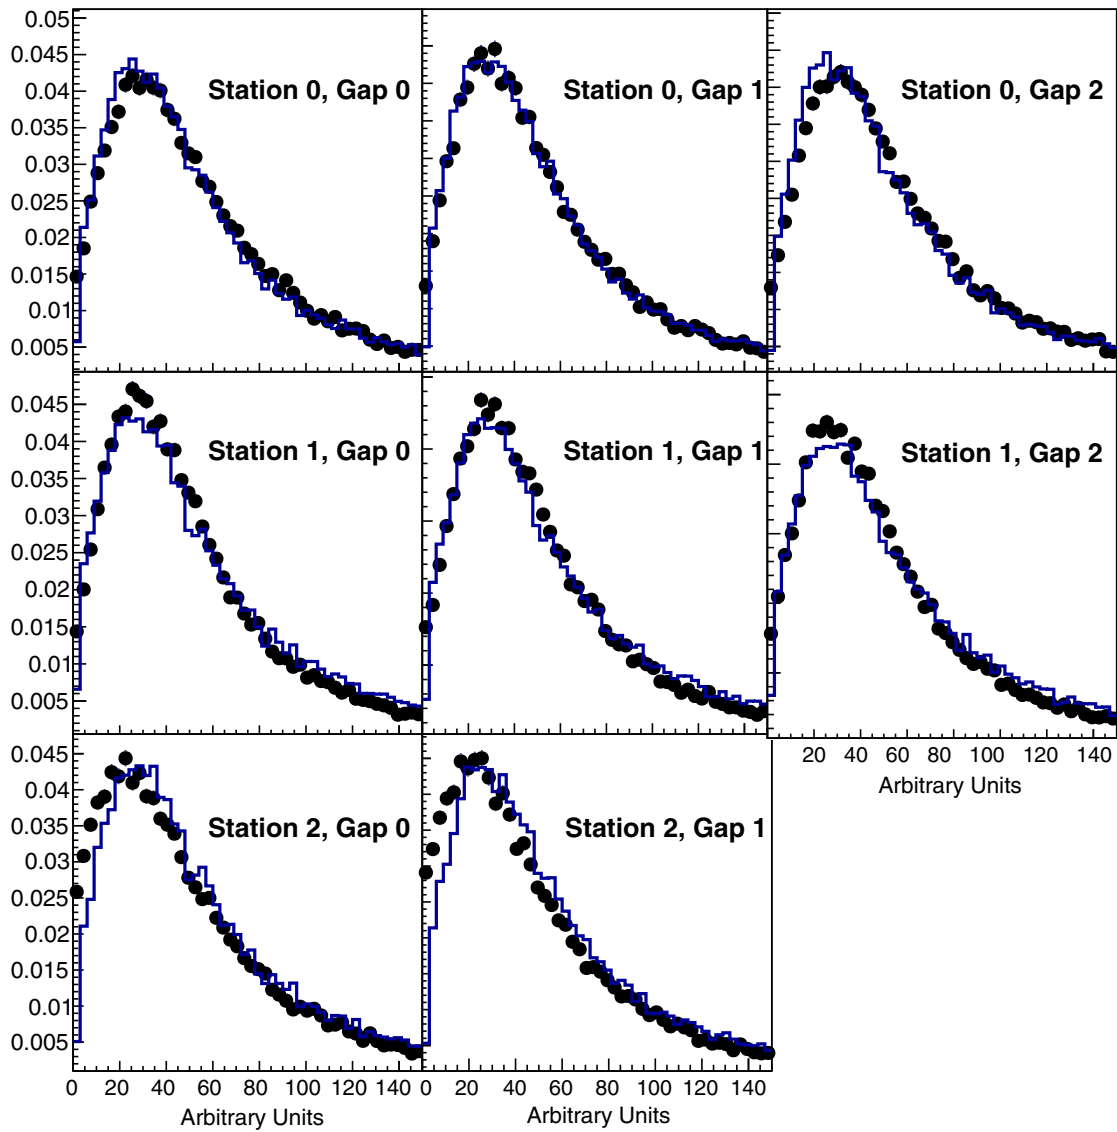 0.05
0.045
0.04
0.035
0.03
0.025
0.02
0.015
0.01
0.005
Station 0, Gap 0
Station 0, Gap 1
Station 0, Gap 2
0.045
0.04
0.035
0.03
0.025
0.02
0.015
0.01
0.005
Station 1, Gap 0
Station 1, Gap 1
Station 1, Gap 2
20 40 60 80 100 120 140
Arbitrary Units
0.045
0.04
0.035
0.03
0.025
0.02
0.015
0.01
0.005
Station 2, Gap 0
Station 2, Gap 1
0 20 40 60 80 100 120 140
0 20 40 60 80 100 120 140
Arbitrary Units
Arbitrary Units